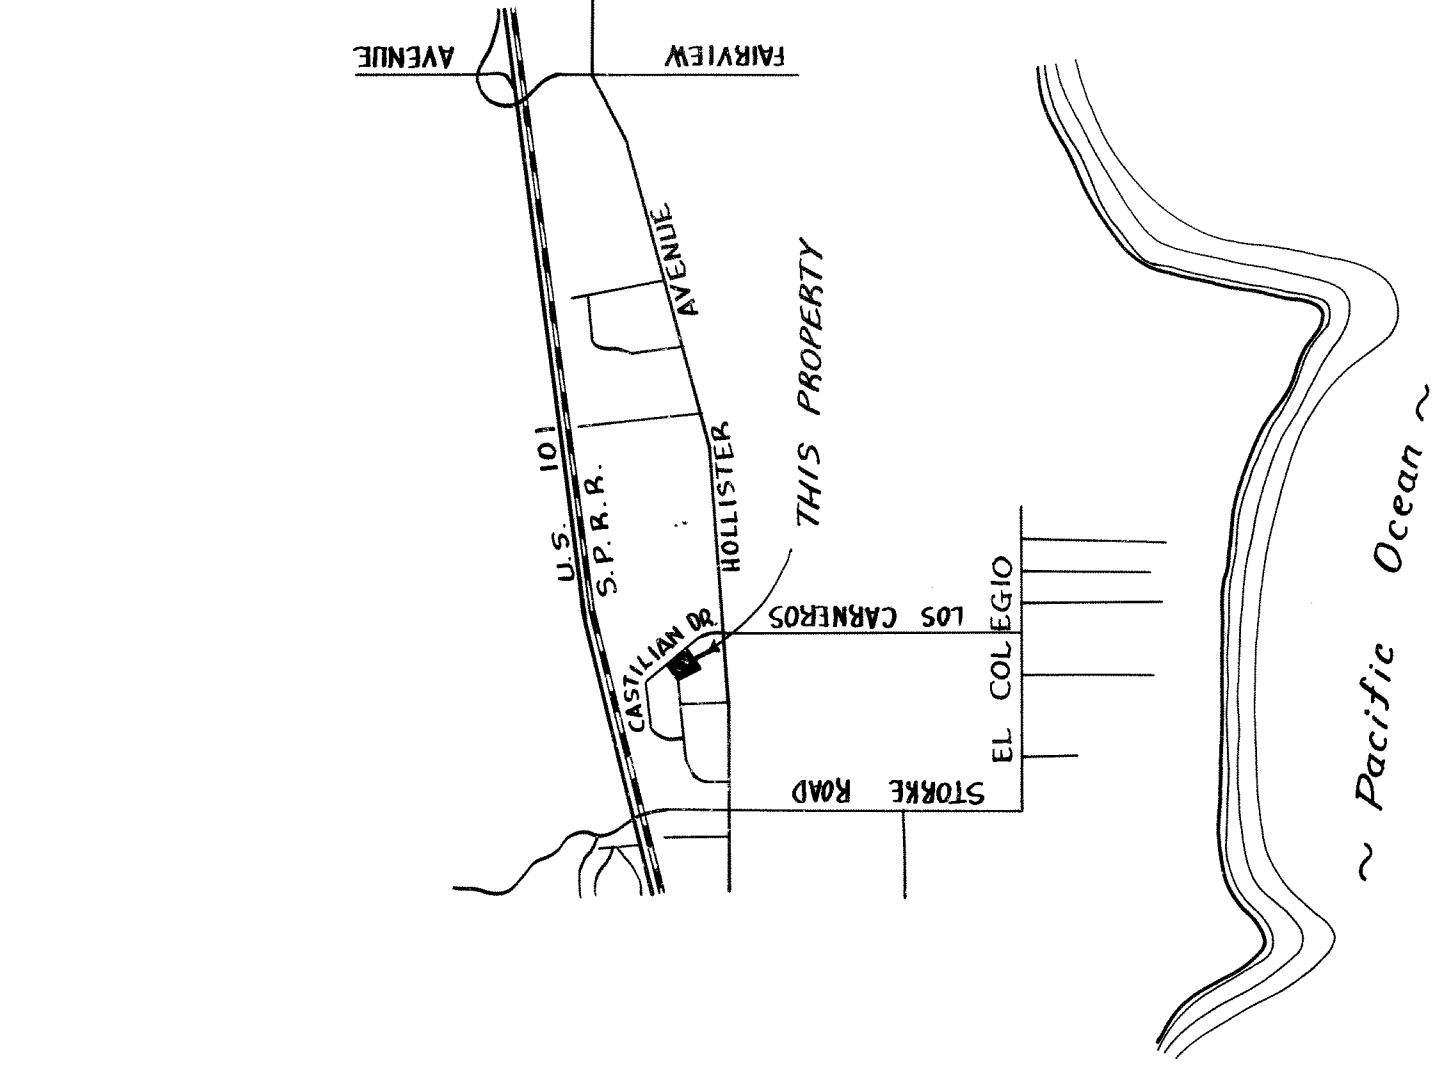 FAIRVIEW AVENUE
U.S. 101
S.P.R.R.
HOLLISTER AVENUE
CASTILIAN DR.
THIS PROPERTY
LOS CARNEROS
STORKE ROAD
EL COLEGIO
~ Pacific Ocean ~